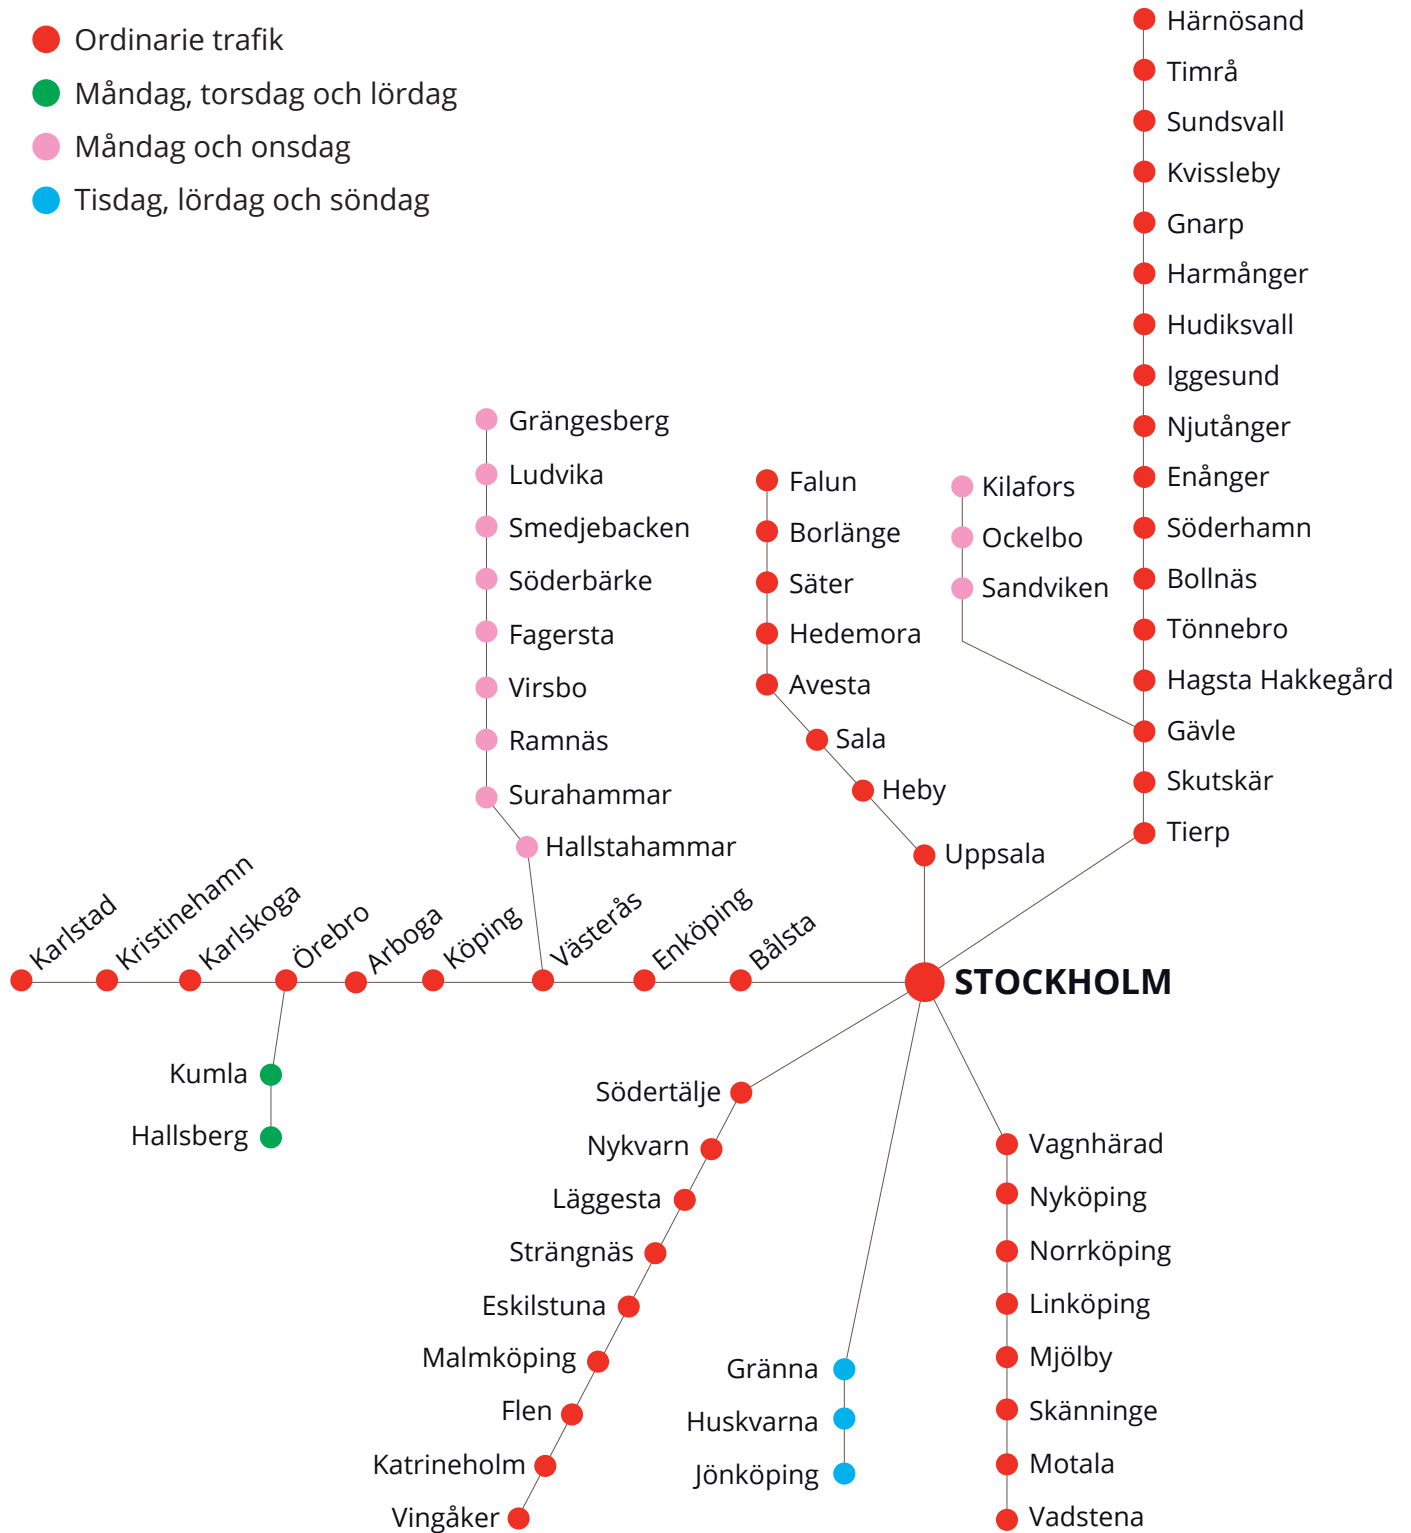 Ordinarie trafik
Måndag, torsdag och lördag
Måndag och onsdag
Tisdag, lördag och söndag
Härnösand
Timrå
Sundsvall
Kvissleby
Gnarp
Harmånger
Hudiksvall
Iggesund
Njutånger
Enånger
Söderhamn
Bollnäs
Tönnebro
Hagsta Hakkegård
Gävle
Skutskär
Tierp
Kilafors
Ockelbo
Sandviken
Falun
Borlänge
Säter
Hedemora
Avesta
Sala
Heby
Uppsala
Grängesberg
Ludvika
Smedjebacken
Söderbärke
Fagersta
Virsbo
Ramnäs
Surahammar
Hallstahammar
Karlstad
Kristinehamn
Karlskoga
Örebro
Arboga
Köping
Västerås
Enköping
Bålsta
STOCKHOLM
Kumla
Hallsberg
Södertälje
Nykvarn
Läggesta
Strängnäs
Eskilstuna
Malmköping
Flen
Katrineholm
Vingåker
Gränna
Huskvarna
Jönköping
Vagnhärad
Nyköping
Norrköping
Linköping
Mjölby
Skänninge
Motala
Vadstena